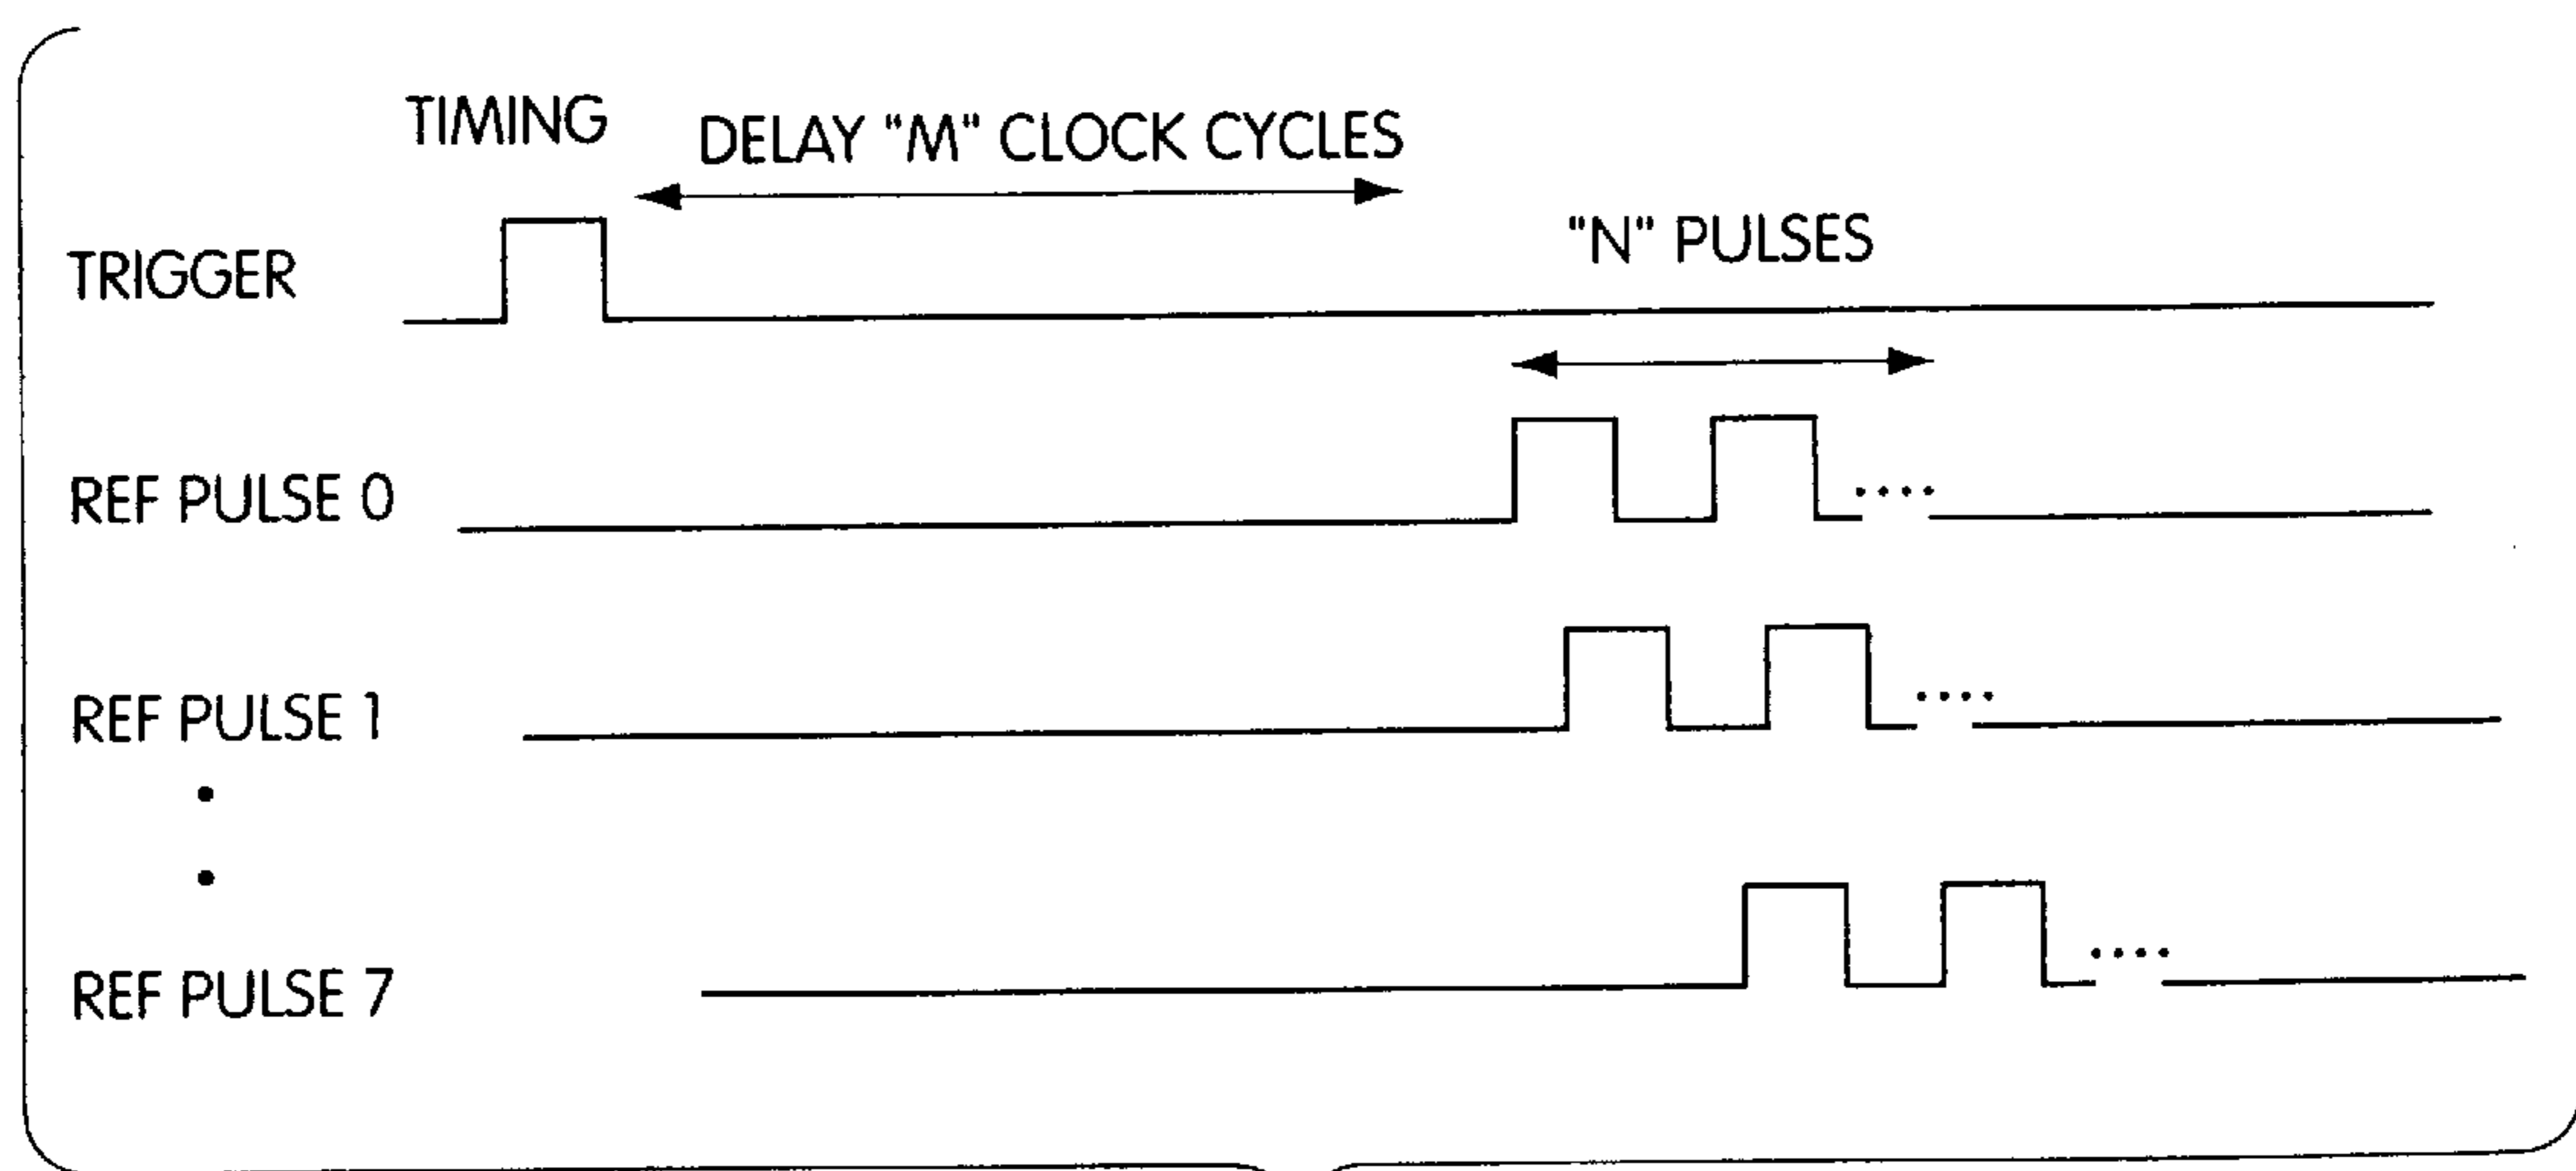 TIMING
DELAY "M" CLOCK CYCLES
"N" PULSES
TRIGGER
REF PULSE 0
REF PULSE 1
REF PULSE 7